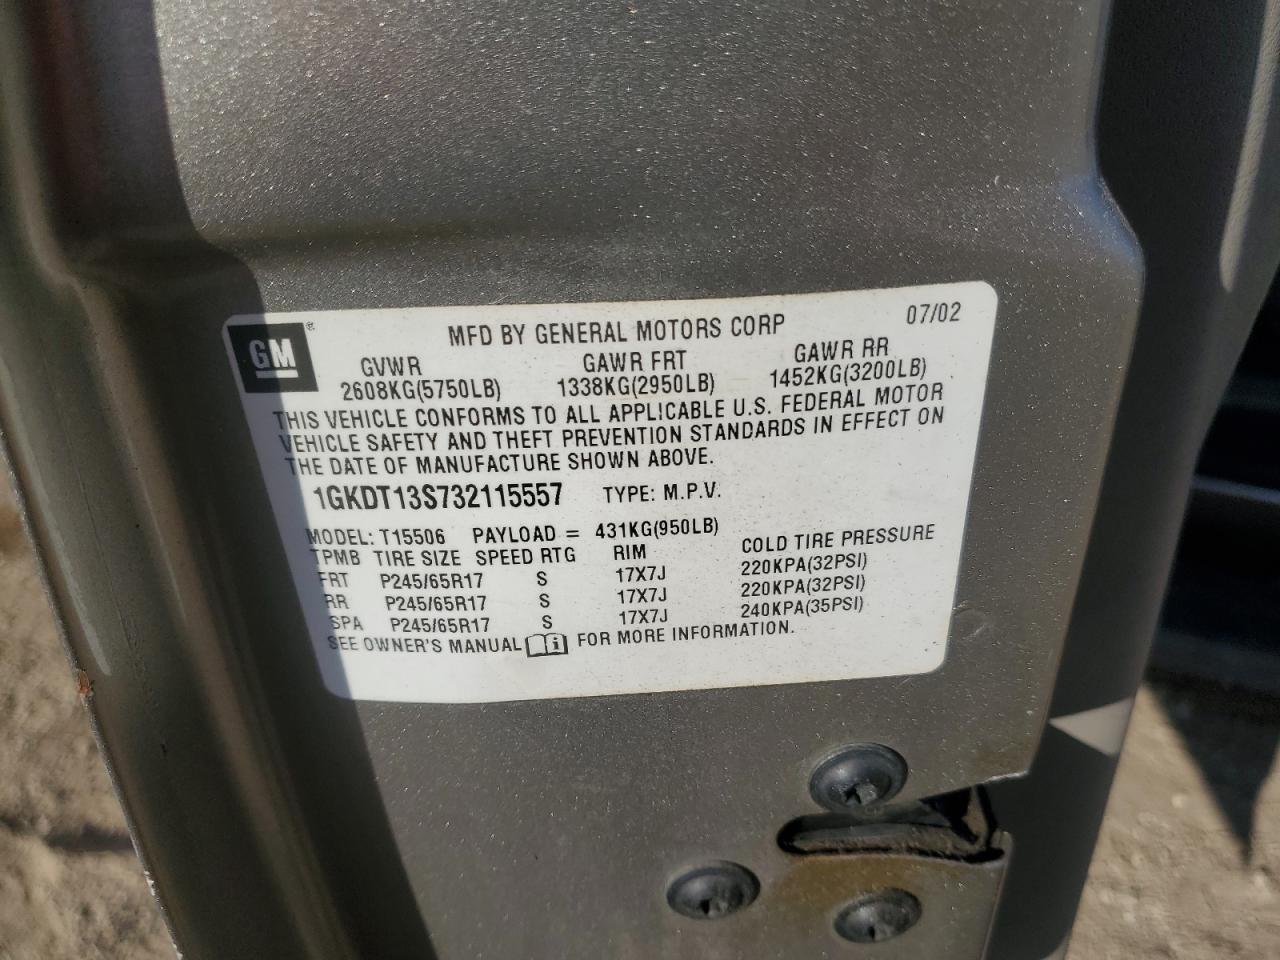 07/02
GM ®
MFD BY GENERAL MOTORS CORP
GVWR GAWR FRT GAWR RR
2608KG(5750LB) 1338KG(2950LB) 1452KG(3200LB)
THIS VEHICLE CONFORMS TO ALL APPLICABLE U.S. FEDERAL MOTOR
VEHICLE SAFETY AND THEFT PREVENTION STANDARDS IN EFFECT ON
THE DATE OF MANUFACTURE SHOWN ABOVE.
1GKDT13S732115557 TYPE: M.P.V.
MODEL: T15506 PAYLOAD = 431KG(950LB)
TPMB TIRE SIZE SPEED RTG RIM COLD TIRE PRESSURE
FRT P245/65R17 S 17X7J 220KPA(32PSI)
RR P245/65R17 S 17X7J 220KPA(32PSI)
SPA P245/65R17 S 17X7J 240KPA(35PSI)
SEE OWNER'S MANUAL i FOR MORE INFORMATION.